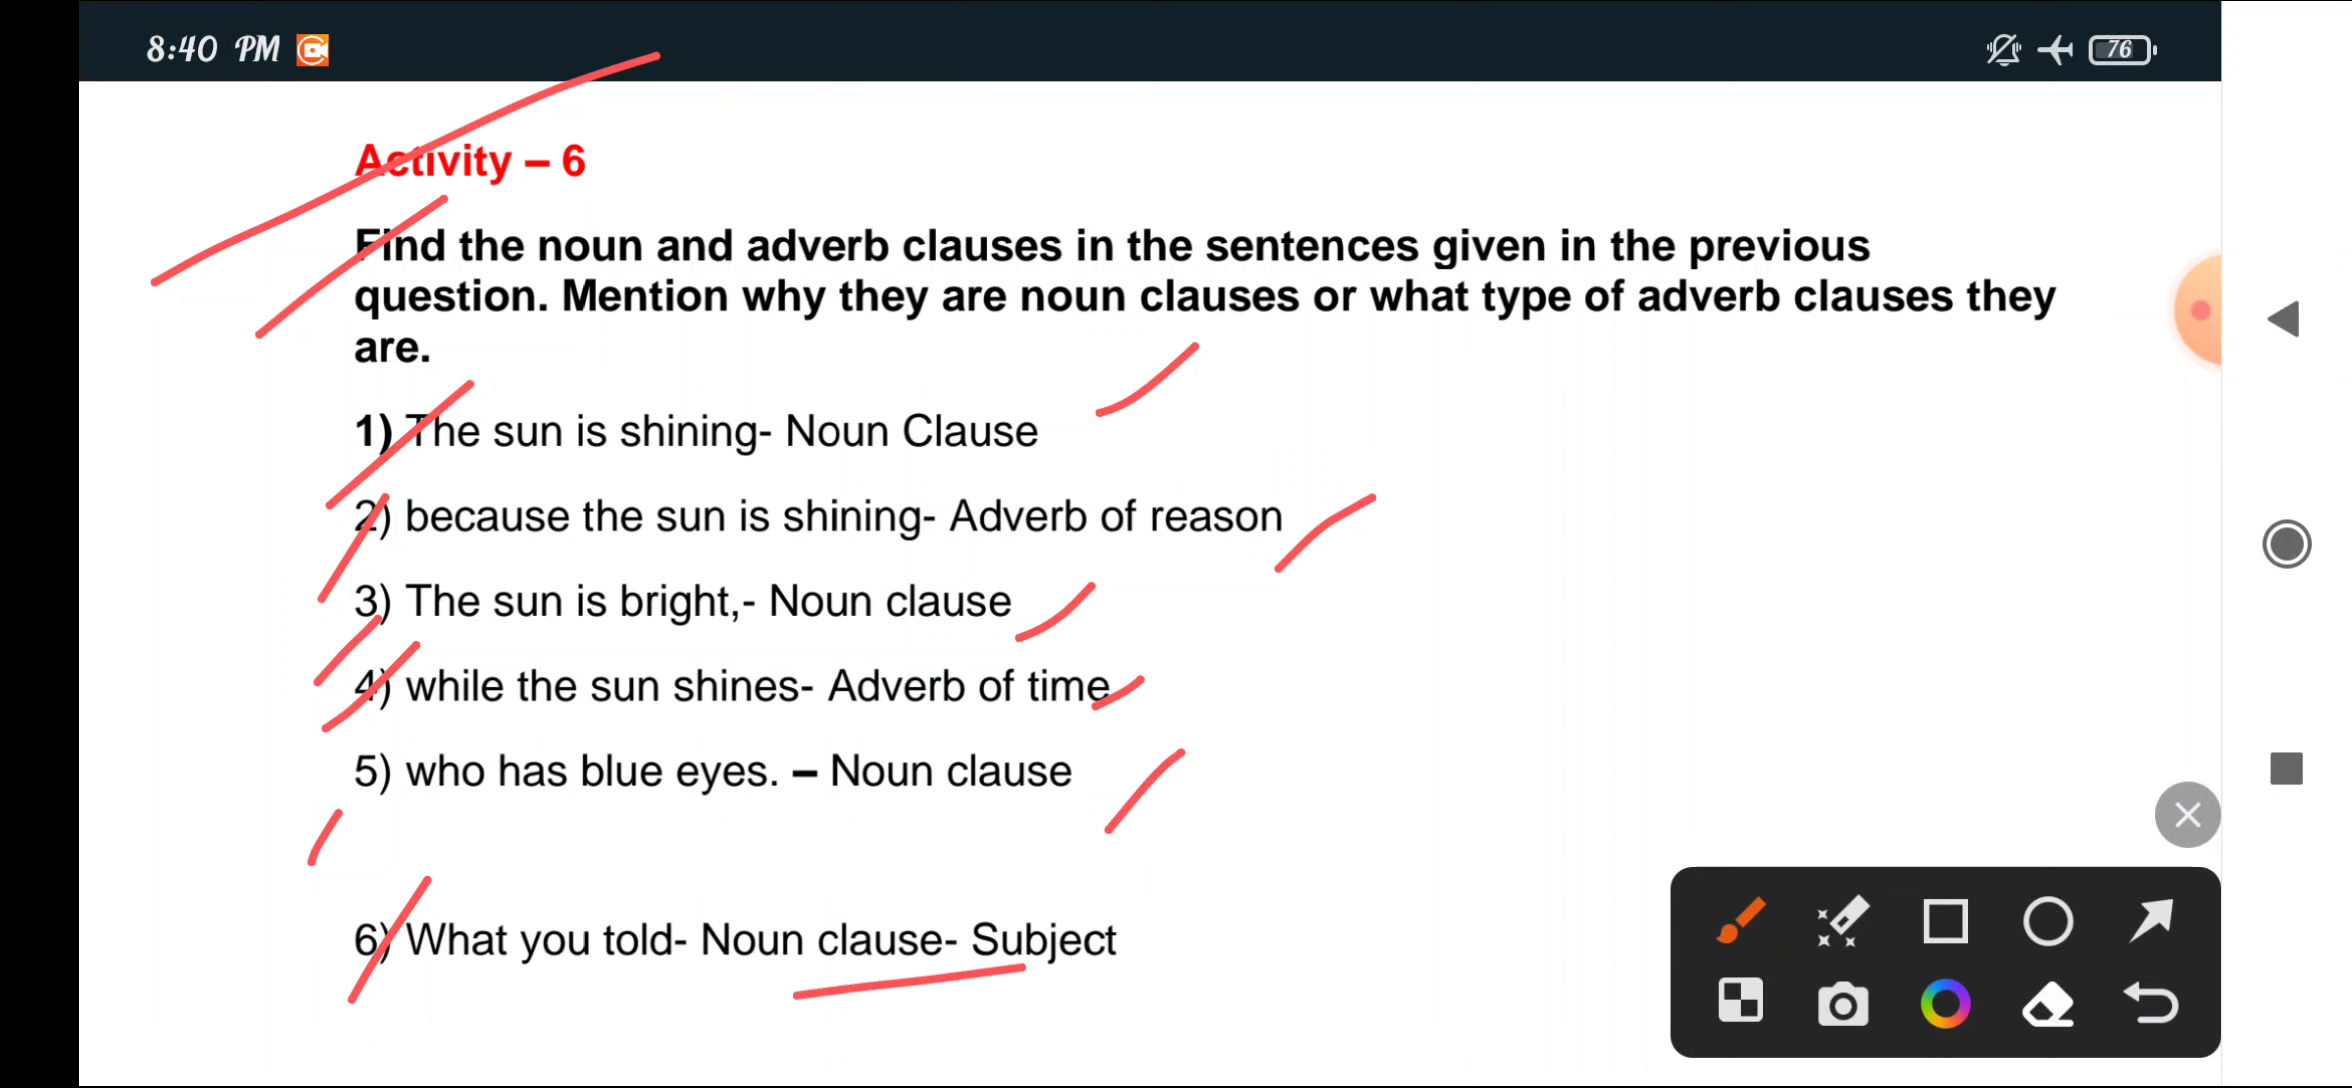 8:40 PM
76
Activity – 6
Find the noun and adverb clauses in the sentences given in the previous
question. Mention why they are noun clauses or what type of adverb clauses they
are.
1) The sun is shining- Noun Clause
2) because the sun is shining- Adverb of reason
3) The sun is bright,- Noun clause
4) while the sun shines- Adverb of time
5) who has blue eyes. – Noun clause
6) What you told- Noun clause- Subject